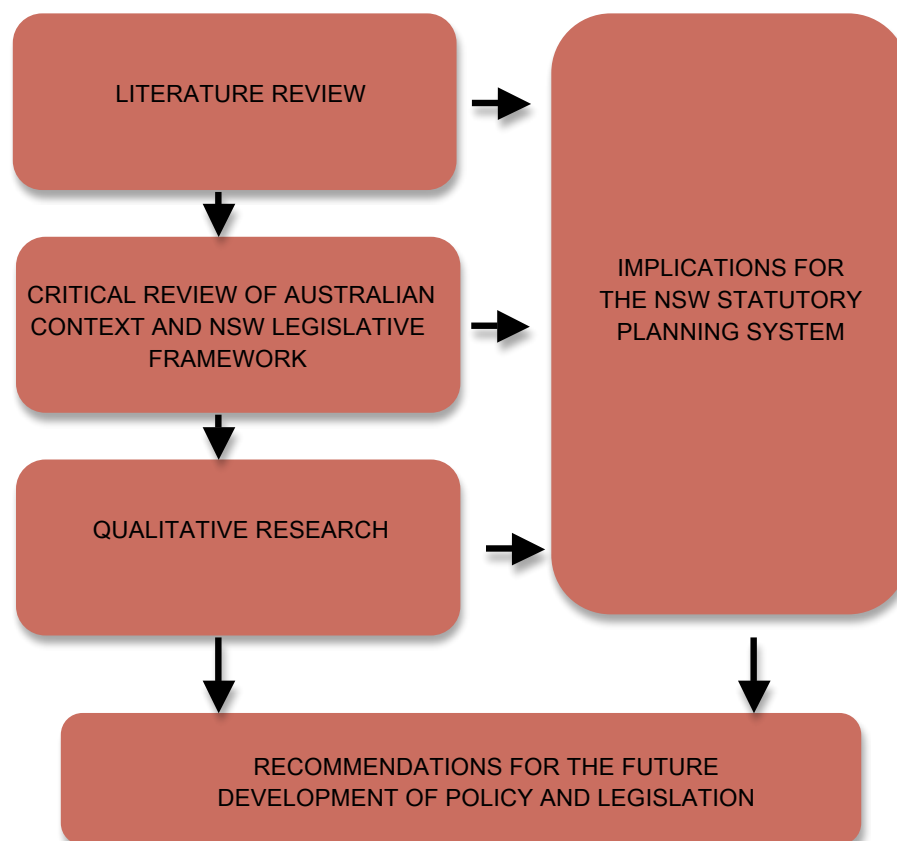 LITERATURE REVIEW
CRITICAL REVIEW OF AUSTRALIAN
CONTEXT AND NSW LEGISLATIVE
FRAMEWORK
QUALITATIVE RESEARCH
IMPLICATIONS FOR
THE NSW STATUTORY
PLANNING SYSTEM
RECOMMENDATIONS FOR THE FUTURE
DEVELOPMENT OF POLICY AND LEGISLATION